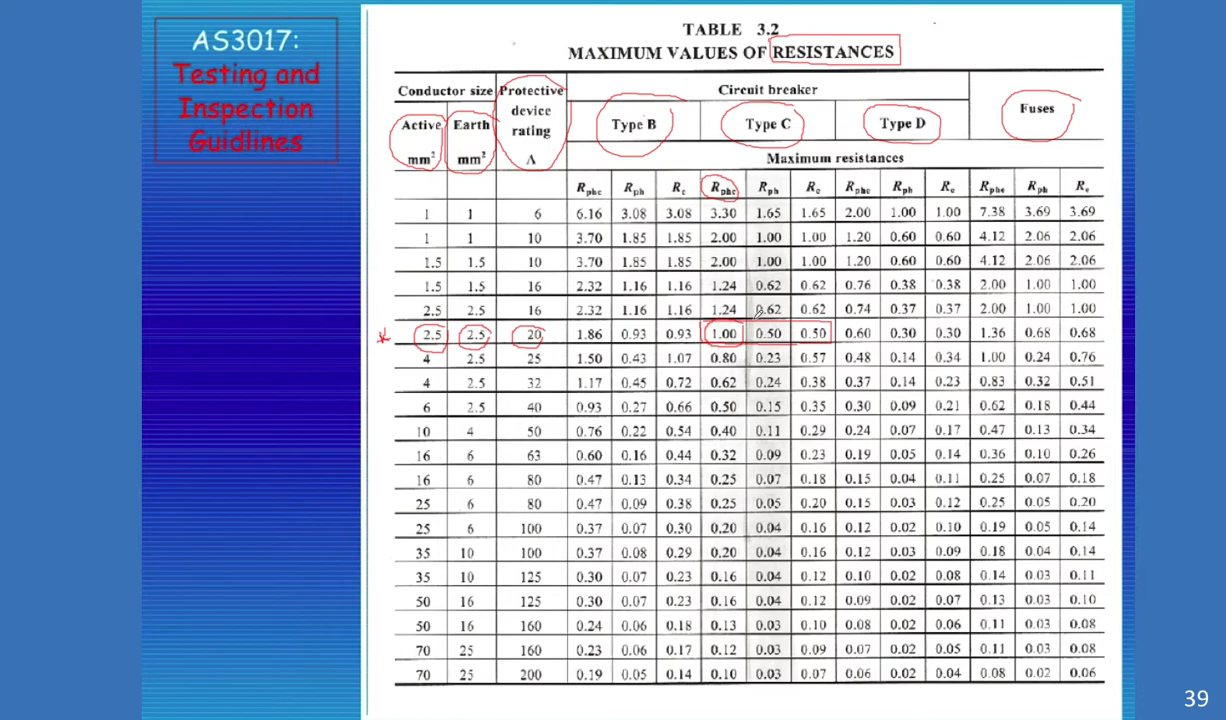 AS3017:
Testing and
Inspection
Guidlines
TABLE 3.2
MAXIMUM VALUES OF RESISTANCES
Conductor size Protective device rating A Circuit breaker Fuses
Active mm² Earth mm² Type B Type C Type D
Maximum resistances
Rphe Rph Re Rphe Rph Re Rphe Rph Re Rphe Rph Re
1 1 6 6.16 3.08 3.08 3.30 1.65 1.65 2.00 1.00 1.00 7.38 3.69 3.69
1 1 10 3.70 1.85 1.85 2.00 1.00 1.00 1.20 0.60 0.60 4.12 2.06 2.06
1.5 1.5 10 3.70 1.85 1.85 2.00 1.00 1.00 1.20 0.60 0.60 4.12 2.06 2.06
1.5 1.5 16 2.32 1.16 1.16 1.24 0.62 0.62 0.76 0.38 0.38 2.00 1.00 1.00
2.5 2.5 16 2.32 1.16 1.16 1.24 0.62 0.62 0.74 0.37 0.37 2.00 1.00 1.00
2.5 2.5 20 1.86 0.93 0.93 1.00 0.50 0.50 0.60 0.30 0.30 1.36 0.68 0.68
4 2.5 25 1.50 0.43 1.07 0.80 0.23 0.57 0.48 0.14 0.34 1.00 0.24 0.76
4 2.5 32 1.17 0.45 0.72 0.62 0.24 0.38 0.37 0.14 0.23 0.83 0.32 0.51
6 2.5 40 0.93 0.27 0.66 0.50 0.15 0.35 0.30 0.09 0.21 0.62 0.18 0.44
10 4 50 0.76 0.22 0.54 0.40 0.11 0.29 0.24 0.07 0.17 0.47 0.13 0.34
16 6 63 0.60 0.16 0.44 0.32 0.09 0.23 0.19 0.05 0.14 0.36 0.10 0.26
16 6 80 0.47 0.13 0.34 0.25 0.07 0.18 0.15 0.04 0.11 0.25 0.07 0.18
25 6 80 0.47 0.09 0.38 0.25 0.05 0.20 0.15 0.03 0.12 0.25 0.05 0.20
25 6 100 0.37 0.07 0.30 0.20 0.04 0.16 0.12 0.02 0.10 0.19 0.05 0.14
35 10 100 0.37 0.08 0.29 0.20 0.04 0.16 0.12 0.03 0.09 0.18 0.04 0.14
35 10 125 0.30 0.07 0.23 0.16 0.04 0.12 0.10 0.02 0.08 0.14 0.03 0.11
50 16 125 0.30 0.07 0.23 0.16 0.04 0.12 0.09 0.02 0.07 0.13 0.03 0.10
50 16 160 0.24 0.06 0.18 0.13 0.03 0.10 0.08 0.02 0.06 0.11 0.03 0.08
70 25 160 0.23 0.06 0.17 0.12 0.03 0.09 0.07 0.02 0.05 0.11 0.03 0.08
70 25 200 0.19 0.05 0.14 0.10 0.03 0.07 0.06 0.02 0.04 0.08 0.02 0.06
39